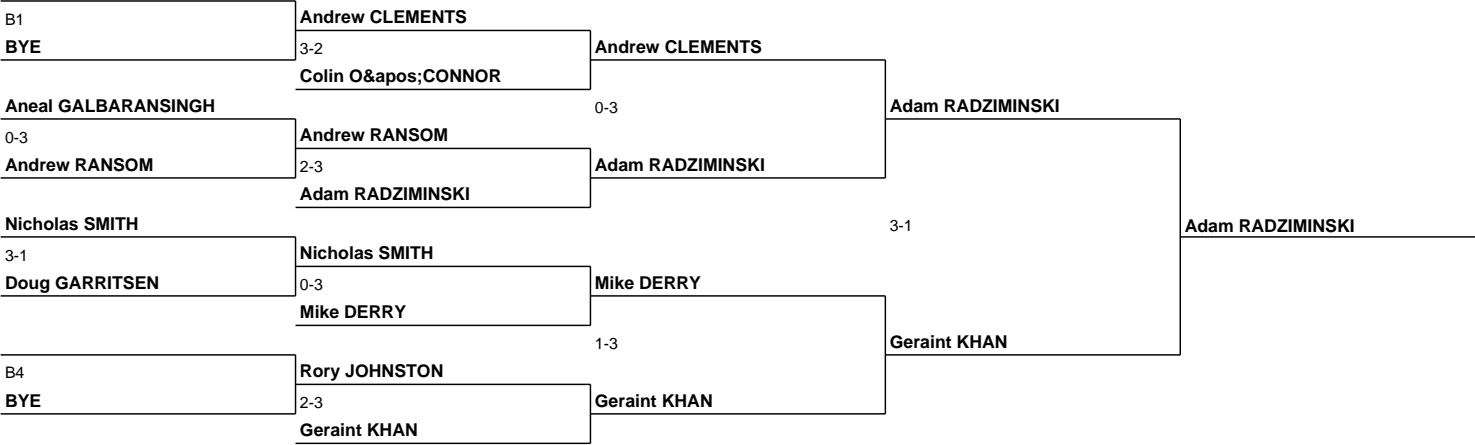 B1
BYE
Andrew CLEMENTS
3-2
Colin O&apos;CONNOR
Andrew CLEMENTS
Aneal GALBARANSINGH
0-3
Andrew RANSOM
Andrew RANSOM
2-3
Adam RADZIMINSKI
0-3
Adam RADZIMINSKI
Adam RADZIMINSKI
Nicholas SMITH
3-1
Doug GARRITSEN
Nicholas SMITH
0-3
Mike DERRY
Mike DERRY
B4
BYE
Rory JOHNSTON
2-3
Geraint KHAN
1-3
Geraint KHAN
Geraint KHAN
3-1
Adam RADZIMINSKI